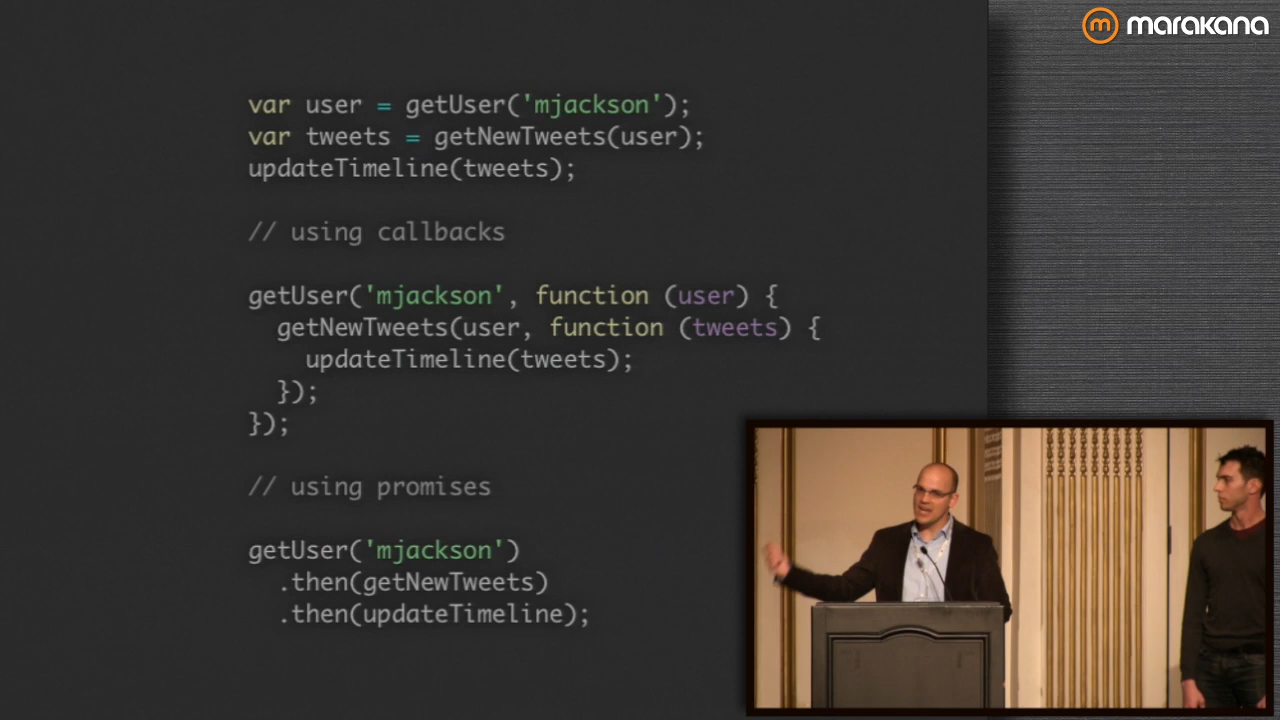 marakana
var user = getUser('mjackson');
var tweets = getNewTweets(user);
updateTimeline(tweets);
// using callbacks
getUser('mjackson', function (user) {
  getNewTweets(user, function (tweets) {
    updateTimeline(tweets);
  });
});
// using promises
getUser('mjackson')
  .then(getNewTweets)
  .then(updateTimeline);